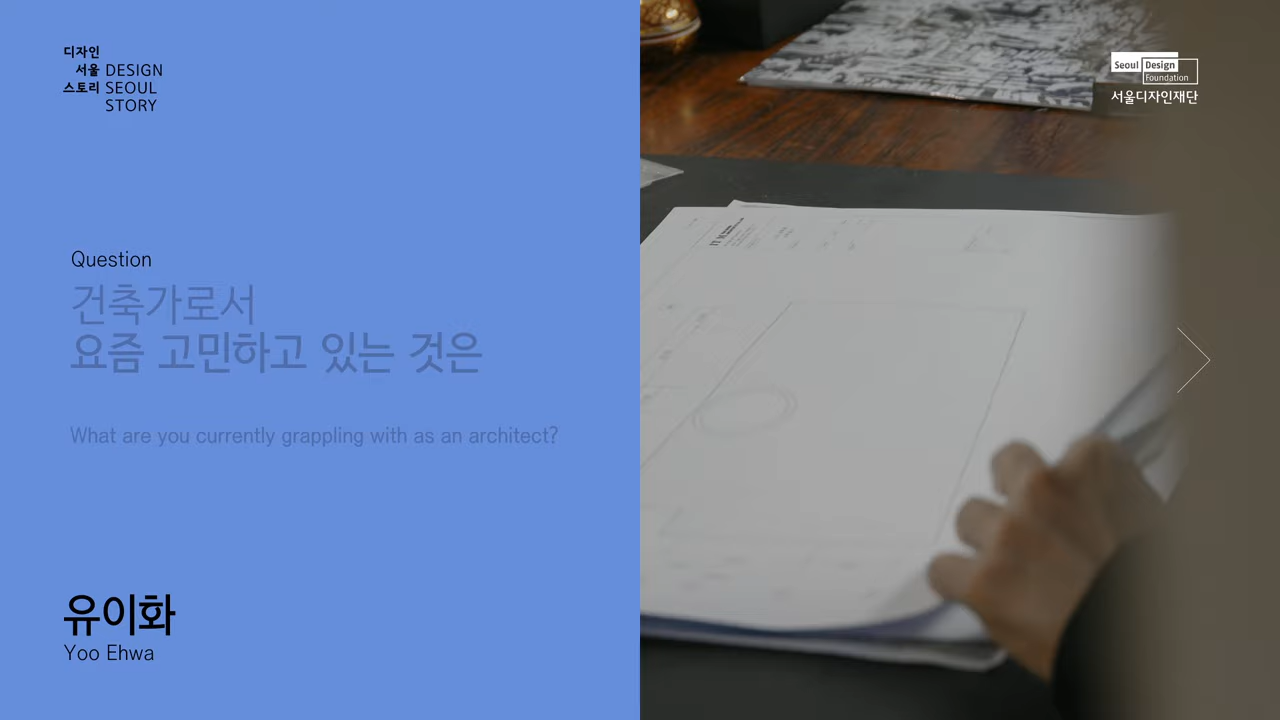 디자인
서울 DESIGN
스토리 SEOUL
STORY
Seoul Design
Foundation
서울디자인재단
Question
건축가로서
요즘 고민하고 있는 것은
What are you currently grappling with as an architect?
유이화
Yoo Ehwa